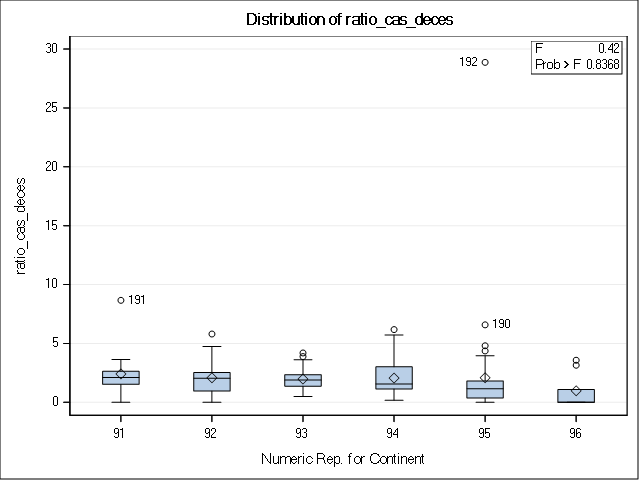 Distribution of ratio_cas_deces
F 0.42
Prob > F 0.8368
30
25
20
15
10
5
0
ratio_cas_deces
192
191
190
91 92 93 94 95 96
Numeric Rep. for Continent